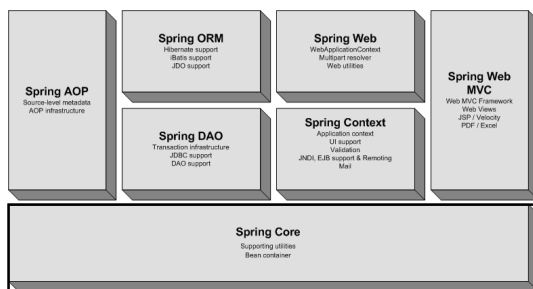 Spring AOP
Source-level metadata
AOP infrastructure
Spring ORM
Hibernate support
iBatis support
JDO support
Spring Web
WebApplicationContext
Multipart resolver
Web utilities
Spring Web
MVC
Web MVC Framework
Web Views
JSP / Velocity
PDF / Excel
Spring DAO
Transaction infrastructure
JDBC support
DAO support
Spring Context
Application context
UI support
Validation
JNDI, EJB support & Remoting
Mail
Spring Core
Supporting utilities
Bean container